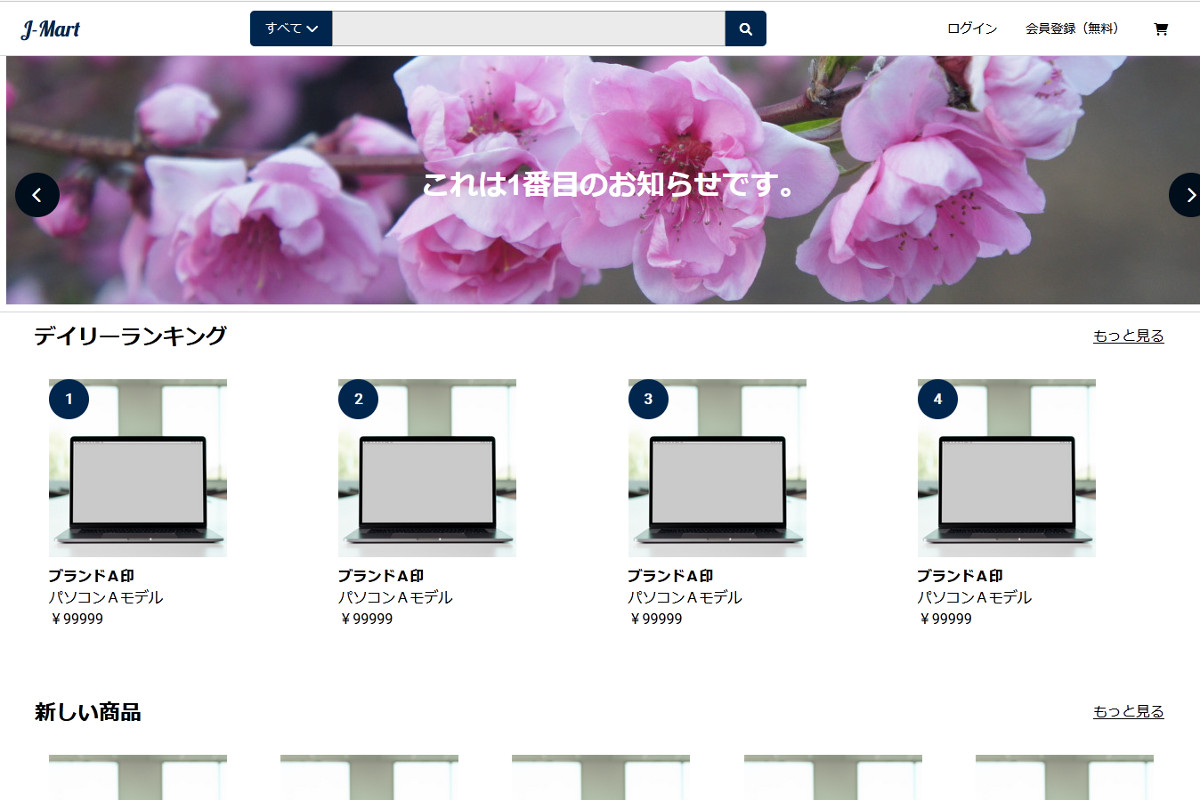 J-Mart
すべて
ログイン
会員登録（無料）
これは1番目のお知らせです。
デイリーランキング
もっと見る
1
2
3
4
ブランドＡ印
パソコンＡモデル
￥99999
ブランドＡ印
パソコンＡモデル
￥99999
ブランドＡ印
パソコンＡモデル
￥99999
ブランドＡ印
パソコンＡモデル
￥99999
新しい商品
もっと見る